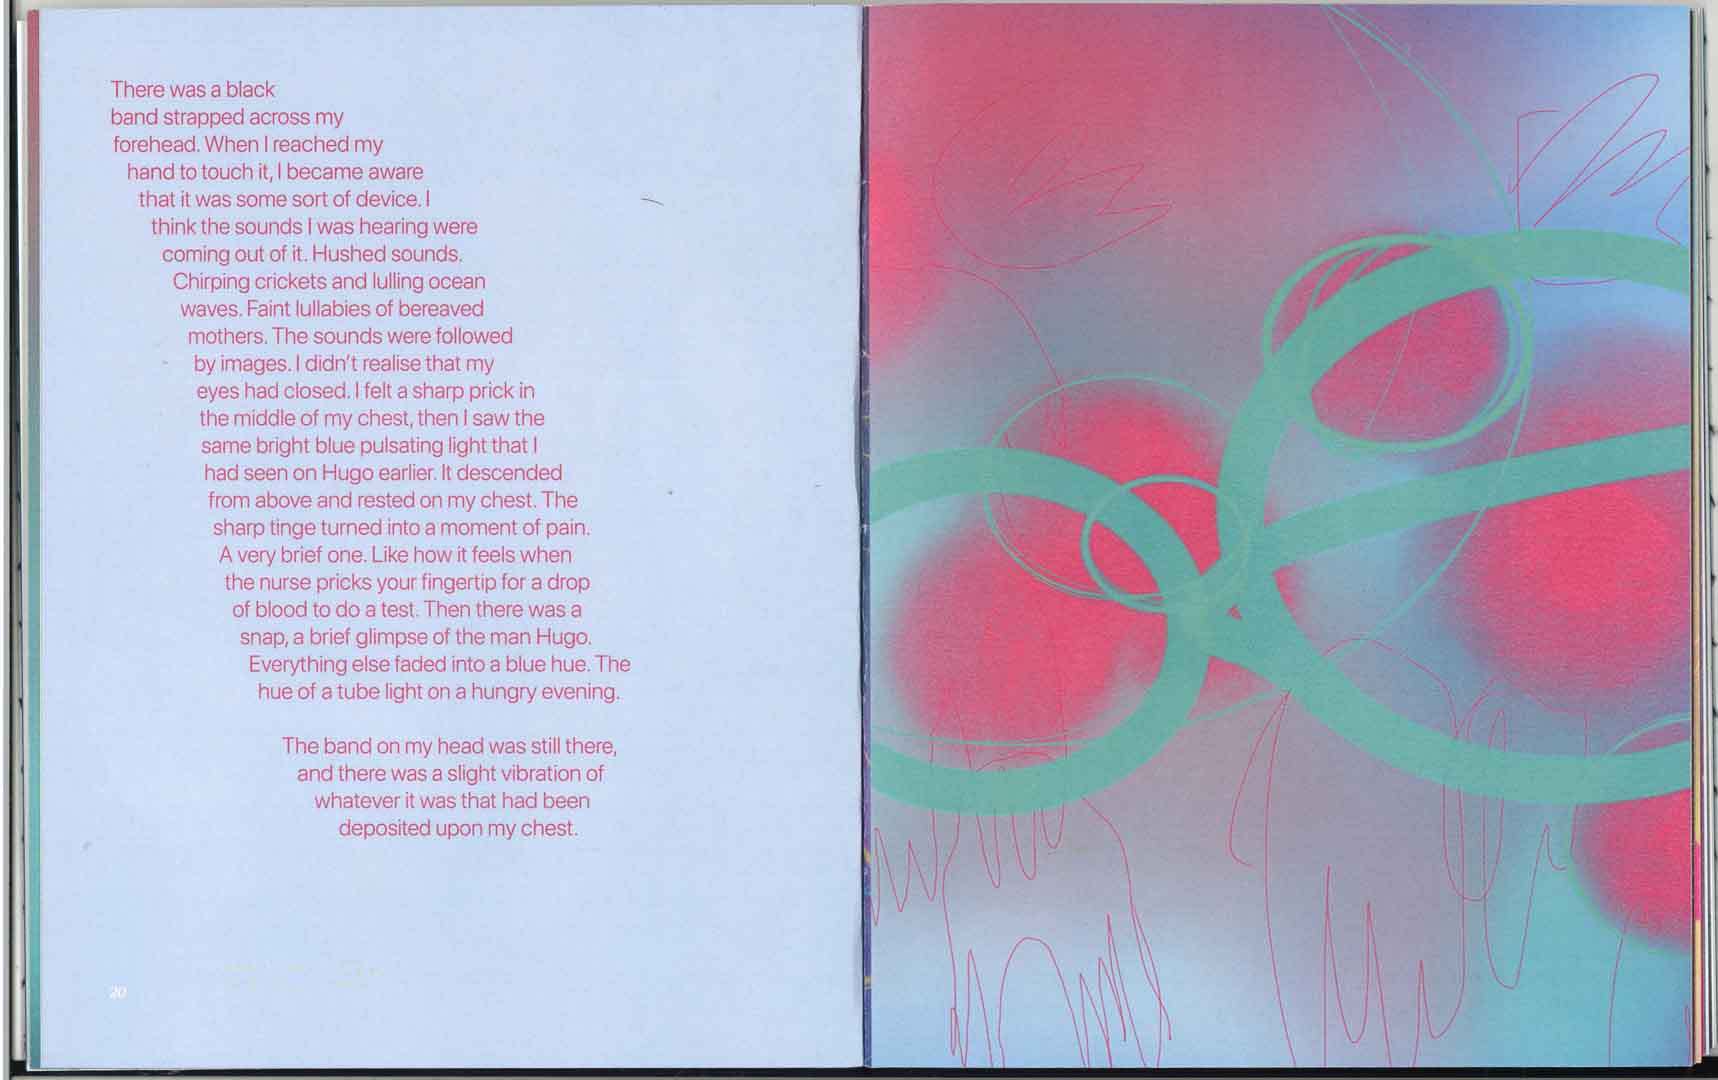 There was a black
band strapped across my
forehead. When I reached my
hand to touch it, I became aware
that it was some sort of device. I
think the sounds I was hearing were
coming out of it. Hushed sounds.
Chirping crickets and lulling ocean
waves. Faint lullabies of bereaved
mothers. The sounds were followed
by images. I didn’t realise that my
eyes had closed. I felt a sharp prick in
the middle of my chest, then I saw the
same bright blue pulsating light that I
had seen on Hugo earlier. It descended
from above and rested on my chest. The
sharp tinge turned into a moment of pain.
A very brief one. Like how it feels when
the nurse pricks your fingertip for a drop
of blood to do a test. Then there was a
snap, a brief glimpse of the man Hugo.
Everything else faded into a blue hue. The
hue of a tube light on a hungry evening.
The band on my head was still there,
and there was a slight vibration of
whatever it was that had been
deposited upon my chest.
20